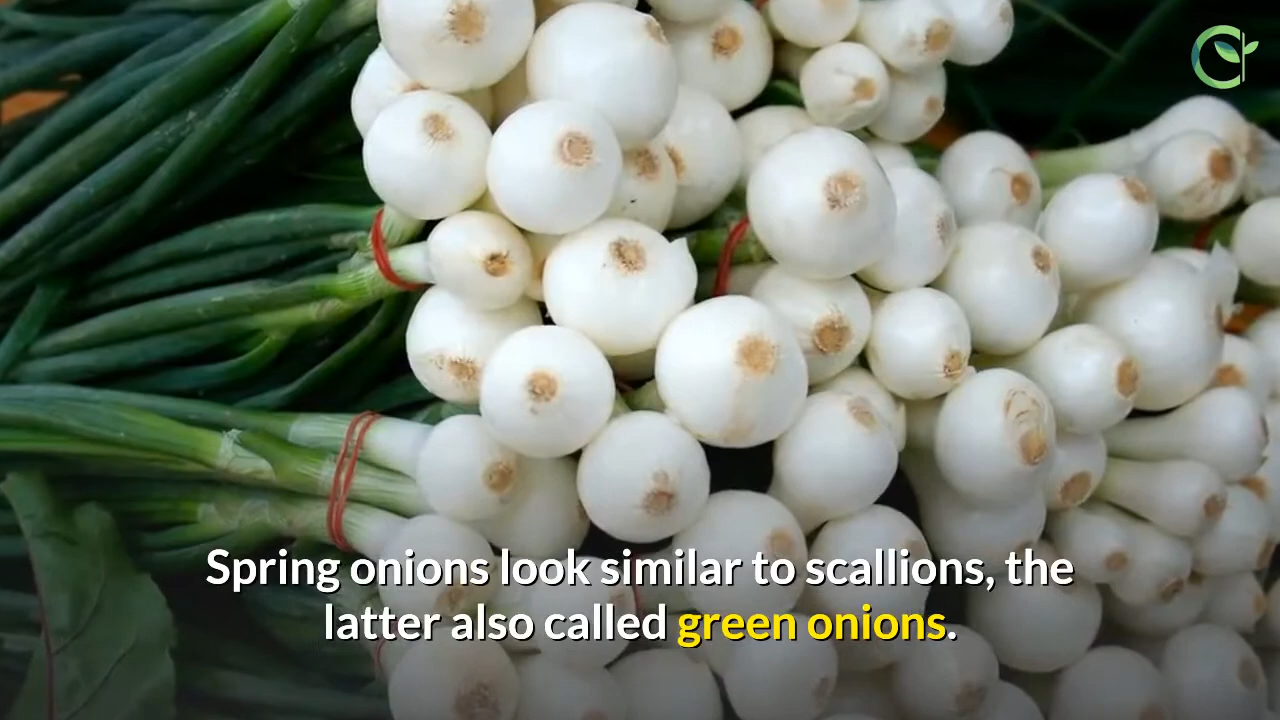 Spring onions look similar to scallions, the
latter also called green onions.